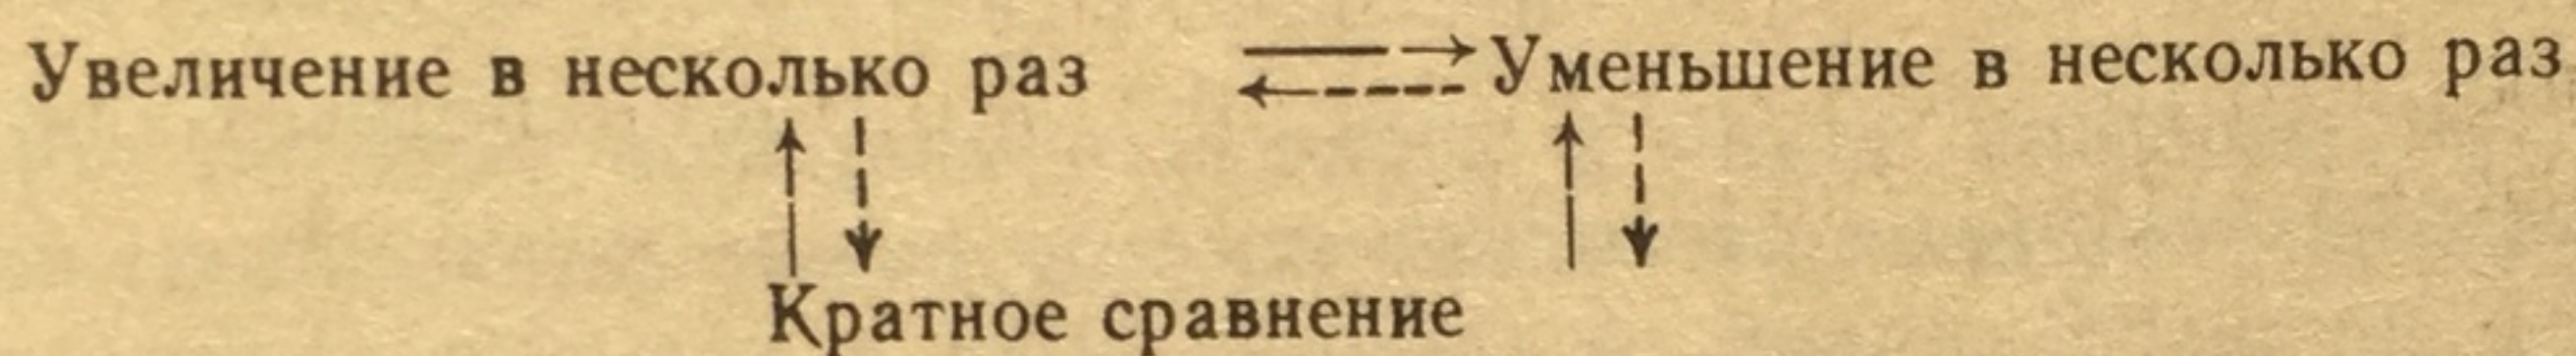 Увеличение в несколько раз Уменьшение в несколько раз
Кратное сравнение